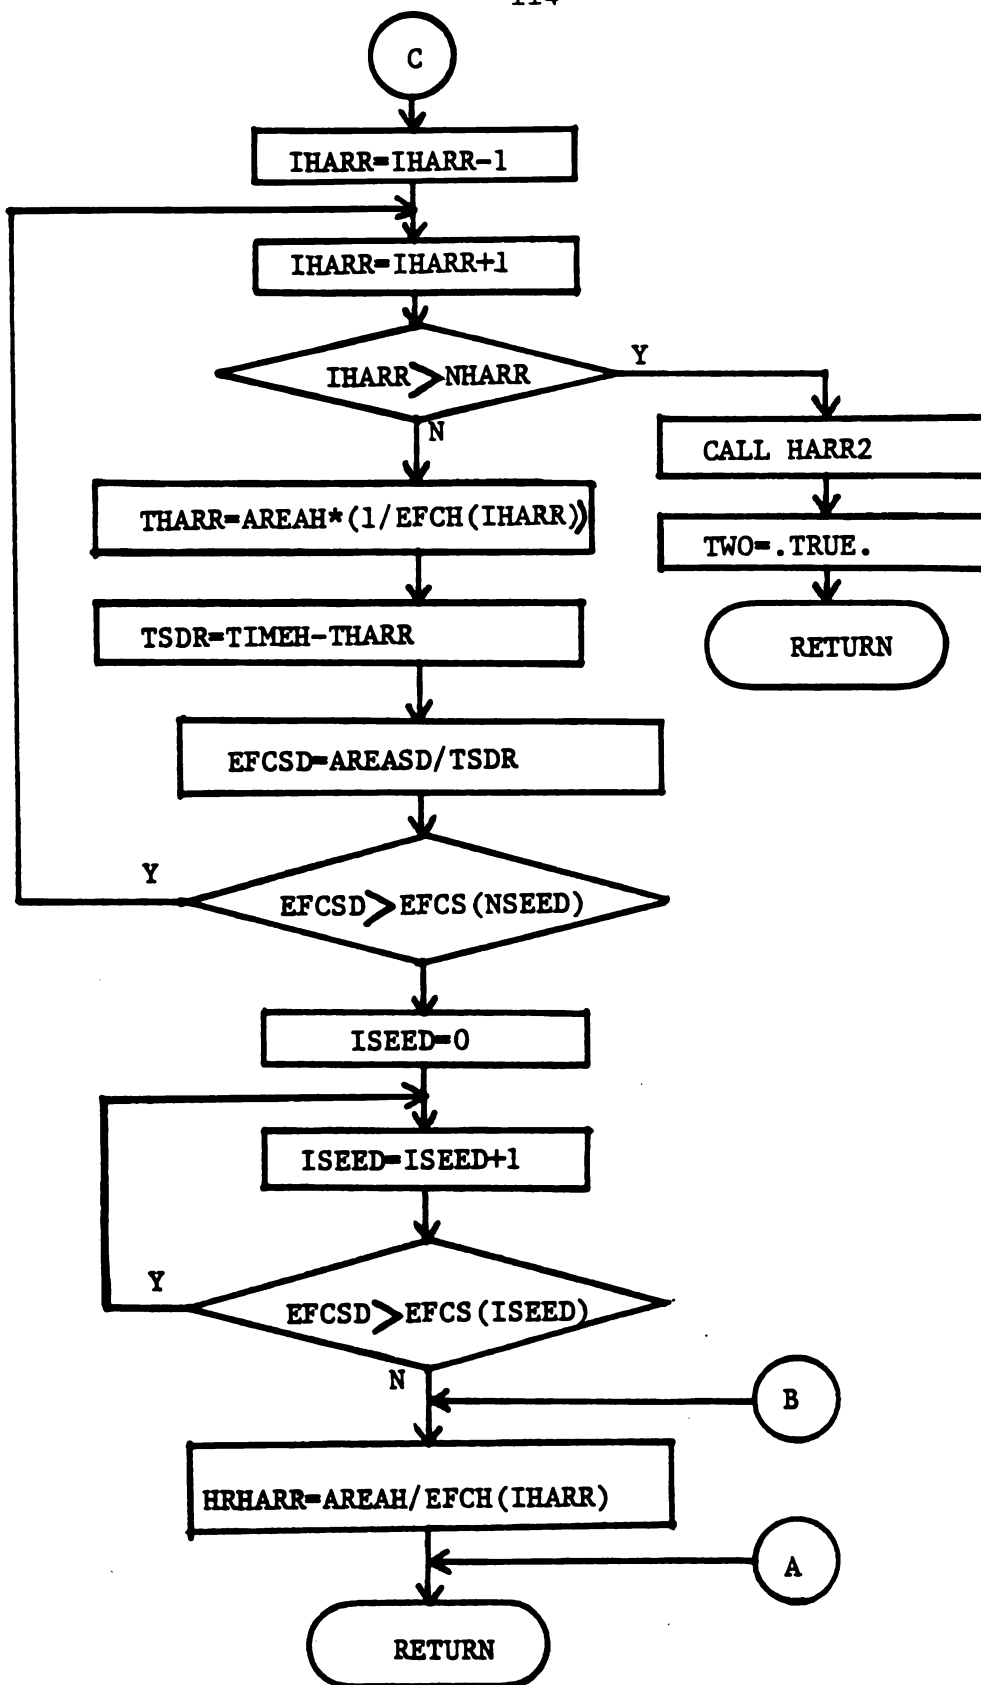 114
C
IHARR=IHARR-1
IHARR=IHARR+1
IHARR>NHARR
Y
N
CALL HARR2
THARR=AREAH*(1/EFCH(IHARR))
TWO=.TRUE.
TSDR=TIMEH-THARR
RETURN
EFCSD=AREASD/TSDR
Y
EFCSD>EFCS(NSEED)
ISEED=0
ISEED=ISEED+1
Y
EFCSD>EFCS(ISEED)
N
B
HRHARR=AREAH/EFCH(IHARR)
A
RETURN